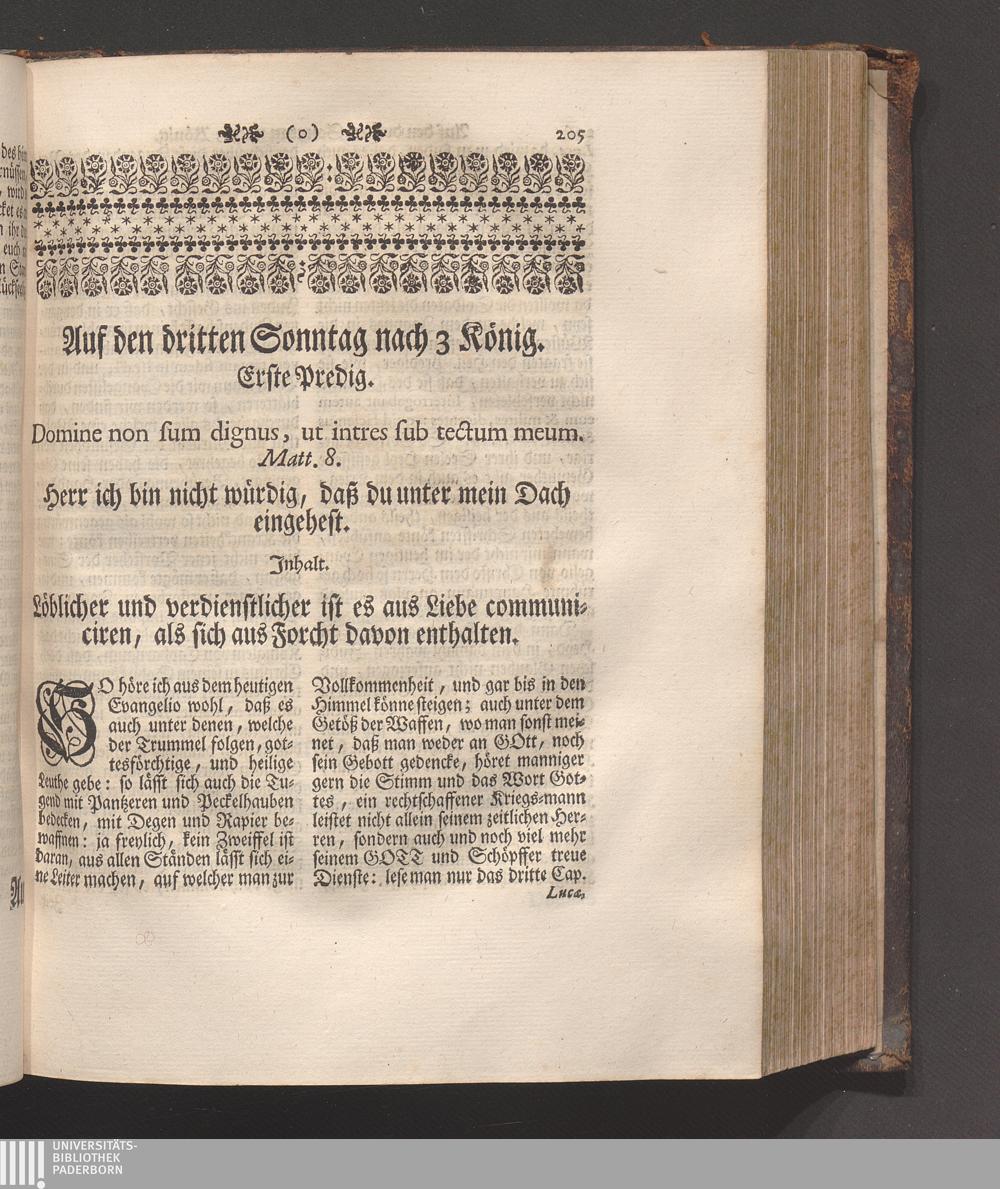 (o) 205
Auf den dritten Sonntag nach 3 König.
Erste Predig.
Domine non sum dignus, ut intres sub tectum meum.
Matt. 8.
Herr ich bin nicht würdig, daß du unter mein Dach
eingehest.
Inhalt.
Löblicher und verdienstlicher ist es aus Liebe communi-
ciren, als sich aus Forcht davon enthalten.
SO höre ich aus dem heutigen
Evangelio wohl, daß es
auch unter denen, welche
der Trummel folgen, got-
tesförchtige, und heilige
Leuthe gebe: so lässt sich auch die Tu-
gend mit Pantzeren und Peckelhauben
bedecken, mit Degen und Rapier be-
waffnen: ja freylich, kein Zweiffel ist
daran, aus allen Ständen lässt sich ei-
ne Leiter machen, auf welcher man zur
Vollkommenheit, und gar bis in den
Himmel könne steigen; auch unter dem
Getöß der Waffen, wo man sonst mei-
net, daß man weder an GOtt, noch
sein Gebott gedencke, höret manniger
gern die Stimm und das Wort Got-
tes, ein rechtschaffener Kriegs-mann
leistet nicht allein seinem zeitlichen Her-
ren, sondern auch und noch viel mehr
seinem GOTT und Schöpffer treue
Dienste: lese man nur das dritte Cap.
Lucæ,
UNIVERSITÄTS-
BIBLIOTHEK
PADERBORN